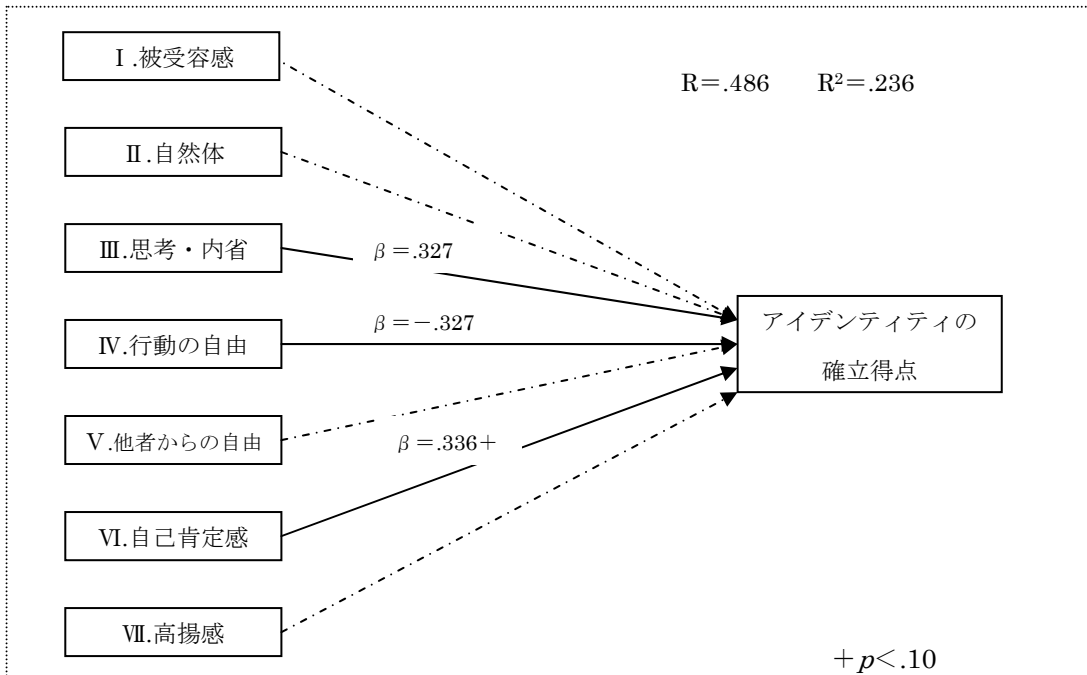 Ⅰ.被受容感
R=.486 R²=.236
Ⅱ.自然体
Ⅲ.思考・内省
β=.327
Ⅳ.行動の自由
β=－.327
アイデンティティの
確立得点
Ⅴ.他者からの自由
β=.336+
Ⅵ.自己肯定感
Ⅶ.高揚感
+p<.10